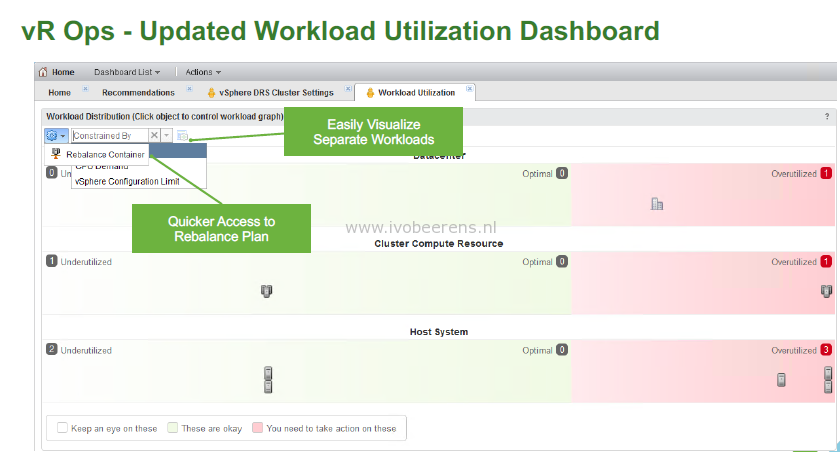 vR Ops - Updated Workload Utilization Dashboard
Home Dashboard List Actions
Home Recommendations vSphere DRS Cluster Settings Workload Utilization
Workload Distribution (Click object to control workload graph) ?
Constrained By
Easily Visualize
Separate Workloads
Rebalance Container
CPU Demand
vSphere Configuration Limit
Datacenter
0 Un Optimal 0 Overutilized 1
Quicker Access to
Rebalance Plan
www.ivobeerens.nl
Cluster Compute Resource
1 Underutilized Optimal 0 Overutilized 1
Host System
2 Underutilized Optimal 0 Overutilized 3
Keep an eye on these These are okay You need to take action on these